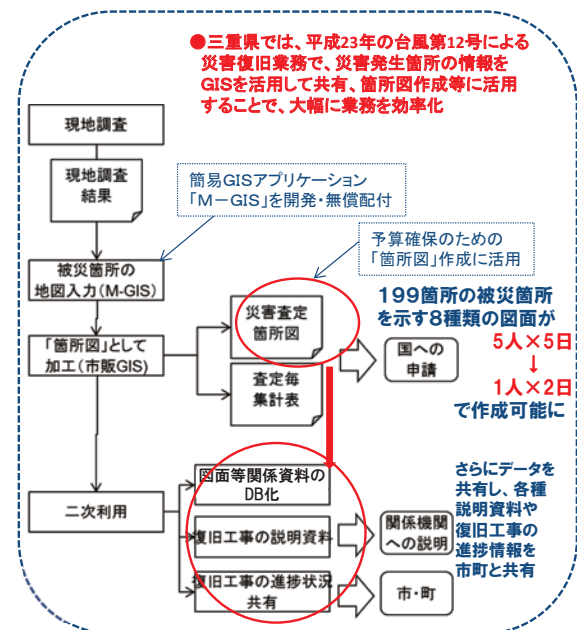 ●三重県では、平成23年の台風第12号による
災害復旧業務で、災害発生箇所の情報を
GISを活用して共有、箇所図作成等に活用
することで、大幅に業務を効率化
現地調査
現地調査
結果
簡易GISアプリケーション
「M－GIS」を開発・無償配付
予算確保のための
「箇所図」作成に活用
被災箇所の
地図入力(M-GIS)
災害査定
箇所図
199箇所の被災箇所
を示す8種類の図面が
5人×5日
↓
1人×2日
で作成可能に
「箇所図」として
加工(市販GIS)
国への
申請
査定毎
集計表
図面等関係資料の
DB化
二次利用
復旧工事の説明資料
関係機関
への説明
さらにデータを
共有し、各種
説明資料や
復旧工事の
進捗情報を
市町と共有
復旧工事の進捗状況
共有
市・町